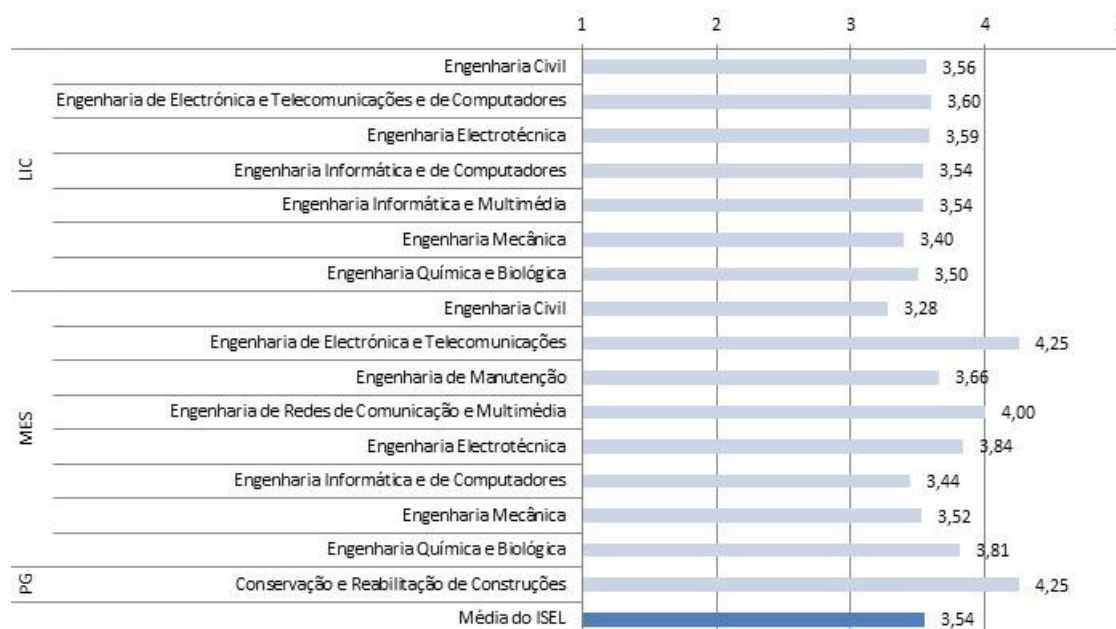 1 2 3 4
Engenharia Civil 3,56
Engenharia de Electrónica e Telecomunicações e de Computadores 3,60
Engenharia Electrotécnica 3,59
LIC
Engenharia Informática e de Computadores 3,54
Engenharia Informática e Multimédia 3,54
Engenharia Mecânica 3,40
Engenharia Química e Biológica 3,50
Engenharia Civil 3,28
Engenharia de Electrónica e Telecomunicações 4,25
Engenharia de Manutenção 3,66
Engenharia de Redes de Comunicação e Multimédia 4,00
MES
Engenharia Electrotécnica 3,84
Engenharia Informática e de Computadores 3,44
Engenharia Mecânica 3,52
Engenharia Química e Biológica 3,81
PG
Conservação e Reabilitação de Construções 4,25
Média do ISEL 3,54